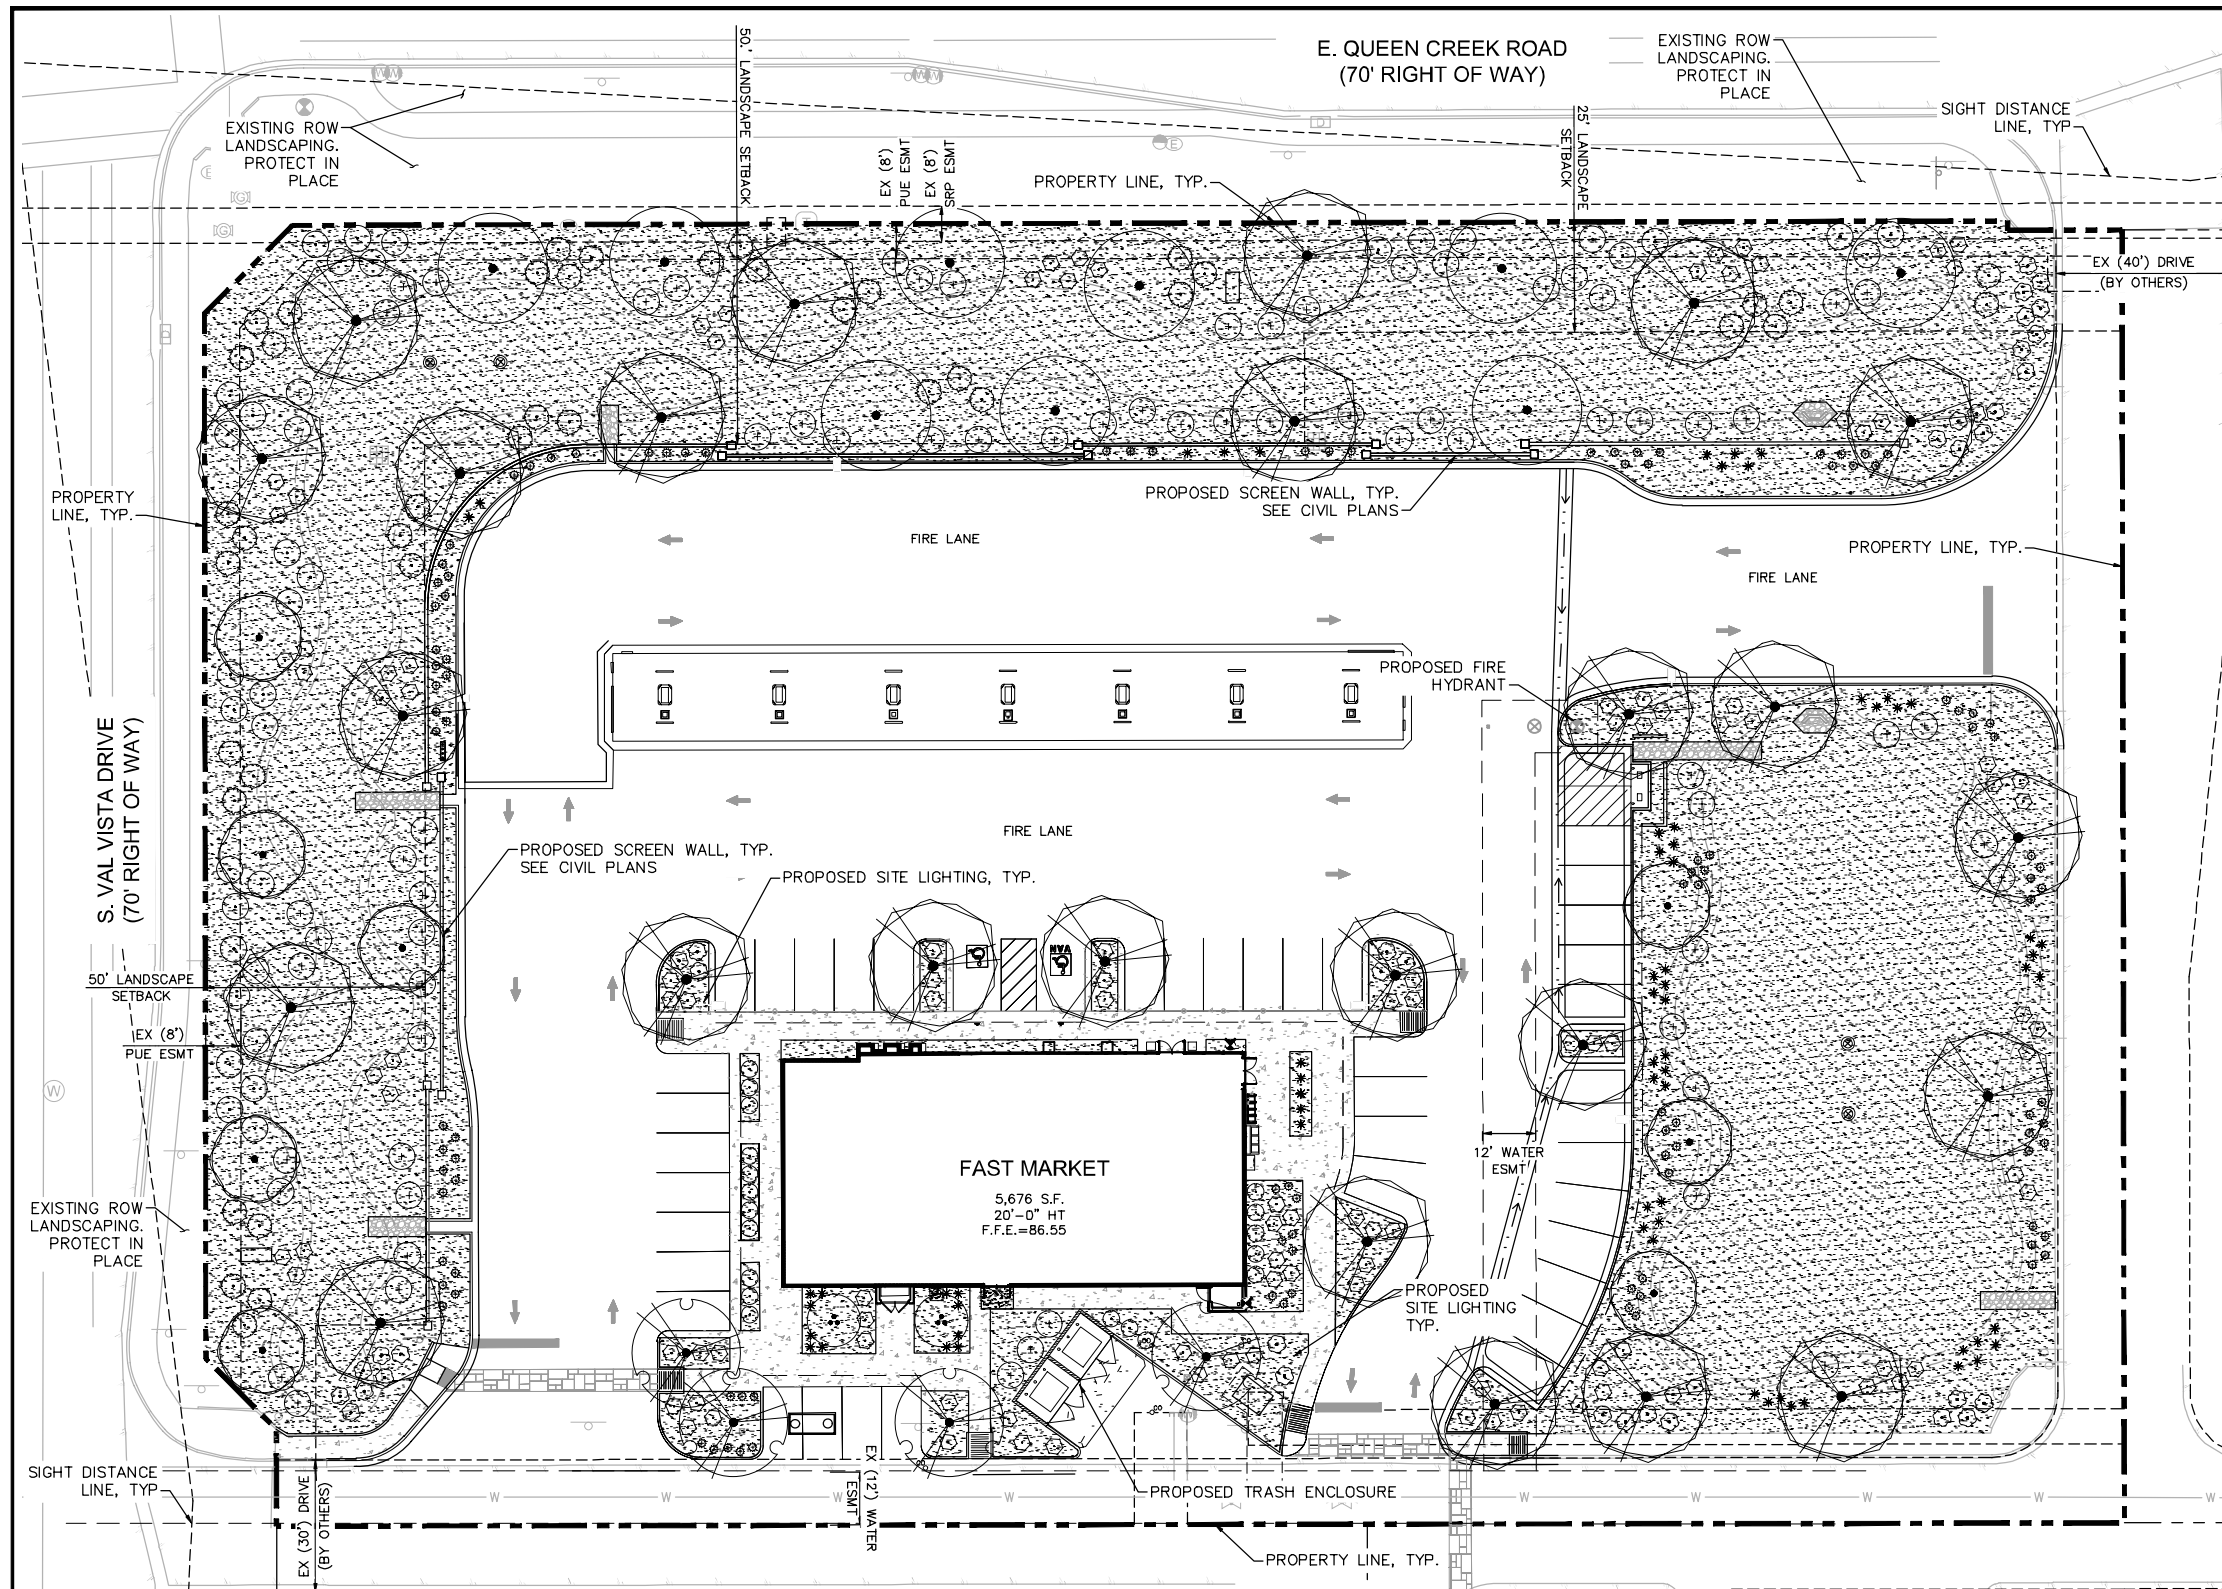 E. QUEEN CREEK ROAD
(70' RIGHT OF WAY)
EXISTING ROW
LANDSCAPING.
PROTECT IN
PLACE
SIGHT DISTANCE
LINE, TYP
50.' LANDSCAPE SETBACK
25' LANDSCAPE
SETBACK
EXISTING ROW
LANDSCAPING.
PROTECT IN
PLACE
EX (8')
PUE ESMT
EX (8')
SRP ESMT
PROPERTY LINE, TYP.
EX (40') DRIVE
(BY OTHERS)
PROPERTY
LINE, TYP.
PROPOSED SCREEN WALL, TYP.
SEE CIVIL PLANS
FIRE LANE
PROPERTY LINE, TYP.
FIRE LANE
PROPOSED FIRE
HYDRANT
S. VAL VISTA DRIVE
(70' RIGHT OF WAY)
FIRE LANE
PROPOSED SCREEN WALL, TYP.
SEE CIVIL PLANS
PROPOSED SITE LIGHTING, TYP.
VAN
50' LANDSCAPE
SETBACK
EX (8')
PUE ESMT
W
12' WATER
ESMT
FAST MARKET
5,676 S.F.
20'-0" HT
F.F.E.=86.55
EXISTING ROW
LANDSCAPING.
PROTECT IN
PLACE
PROPOSED
SITE LIGHTING
TYP.
SIGHT DISTANCE
LINE, TYP
EX (30') DRIVE
(BY OTHERS)
EX (12') WATER
ESMT
W W W W W W W W W
PROPOSED TRASH ENCLOSURE
PROPERTY LINE, TYP.